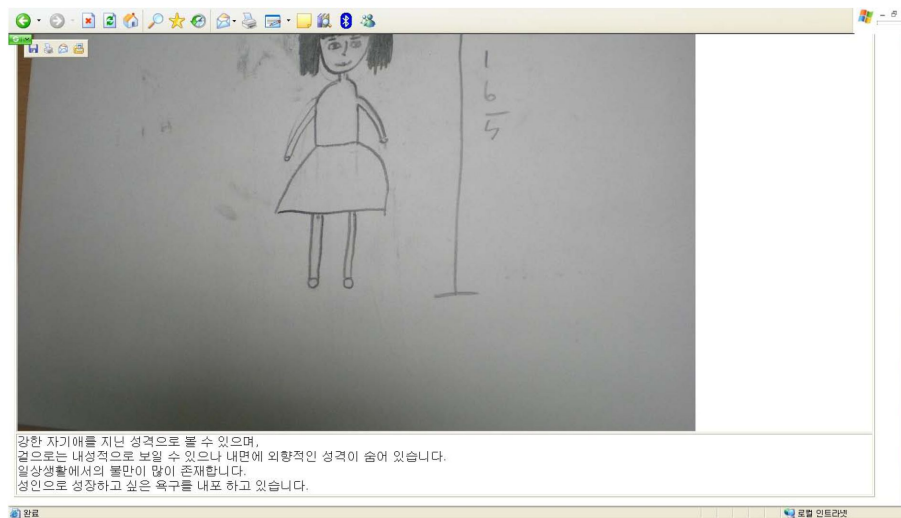 1
6
5
강한 자기애를 지닌 성격으로 볼 수 있으며,
겉으로는 내성적으로 보일 수 있으나 내면에 외향적인 성격이 숨어 있습니다.
일상생활에서의 불만이 많이 존재합니다.
성인으로 성장하고 싶은 욕구를 내포 하고 있습니다.
완료
로컬 인트라넷